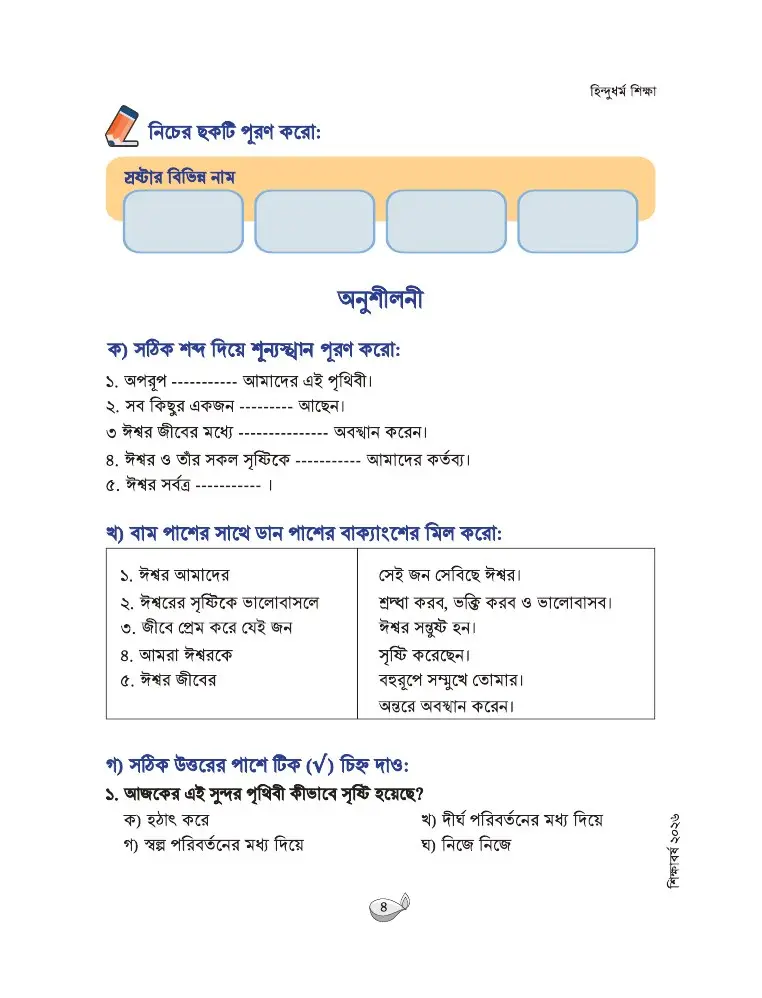 হিন্দুধর্ম শিক্ষা
নিচের ছকটি পূরণ করো:
স্রষ্টার বিভিন্ন নাম
অনুশীলনী
ক) সঠিক শব্দ দিয়ে শূন্যস্থান পূরণ করো:
১. অপরূপ ----------- আমাদের এই পৃথিবী।
২. সব কিছুর একজন --------- আছেন।
৩ ঈশ্বর জীবের মধ্যে --------------- অবস্থান করেন।
৪. ঈশ্বর ও তাঁর সকল সৃষ্টিকে ----------- আমাদের কর্তব্য।
৫. ঈশ্বর সর্বত্র ----------- ।
খ) বাম পাশের সাথে ডান পাশের বাক্যাংশের মিল করো:
১. ঈশ্বর আমাদের
২. ঈশ্বরের সৃষ্টিকে ভালোবাসলে
৩. জীবে প্রেম করে যেই জন
৪. আমরা ঈশ্বরকে
৫. ঈশ্বর জীবের
সেই জন সেবিছে ঈশ্বর।
শ্রদ্ধা করব, ভক্তি করব ও ভালোবাসব।
ঈশ্বর সন্তুষ্ট হন।
সৃষ্টি করেছেন।
বহুরূপে সম্মুখে তোমার।
অন্তরে অবস্থান করেন।
গ) সঠিক উত্তরের পাশে টিক (√) চিহ্ন দাও:
১. আজকের এই সুন্দর পৃথিবী কীভাবে সৃষ্টি হয়েছে?
ক) হঠাৎ করে
খ) দীর্ঘ পরিবর্তনের মধ্য দিয়ে
গ) স্বল্প পরিবর্তনের মধ্য দিয়ে
ঘ) নিজে নিজে
শিক্ষাবর্ষ ২০২৬
৪